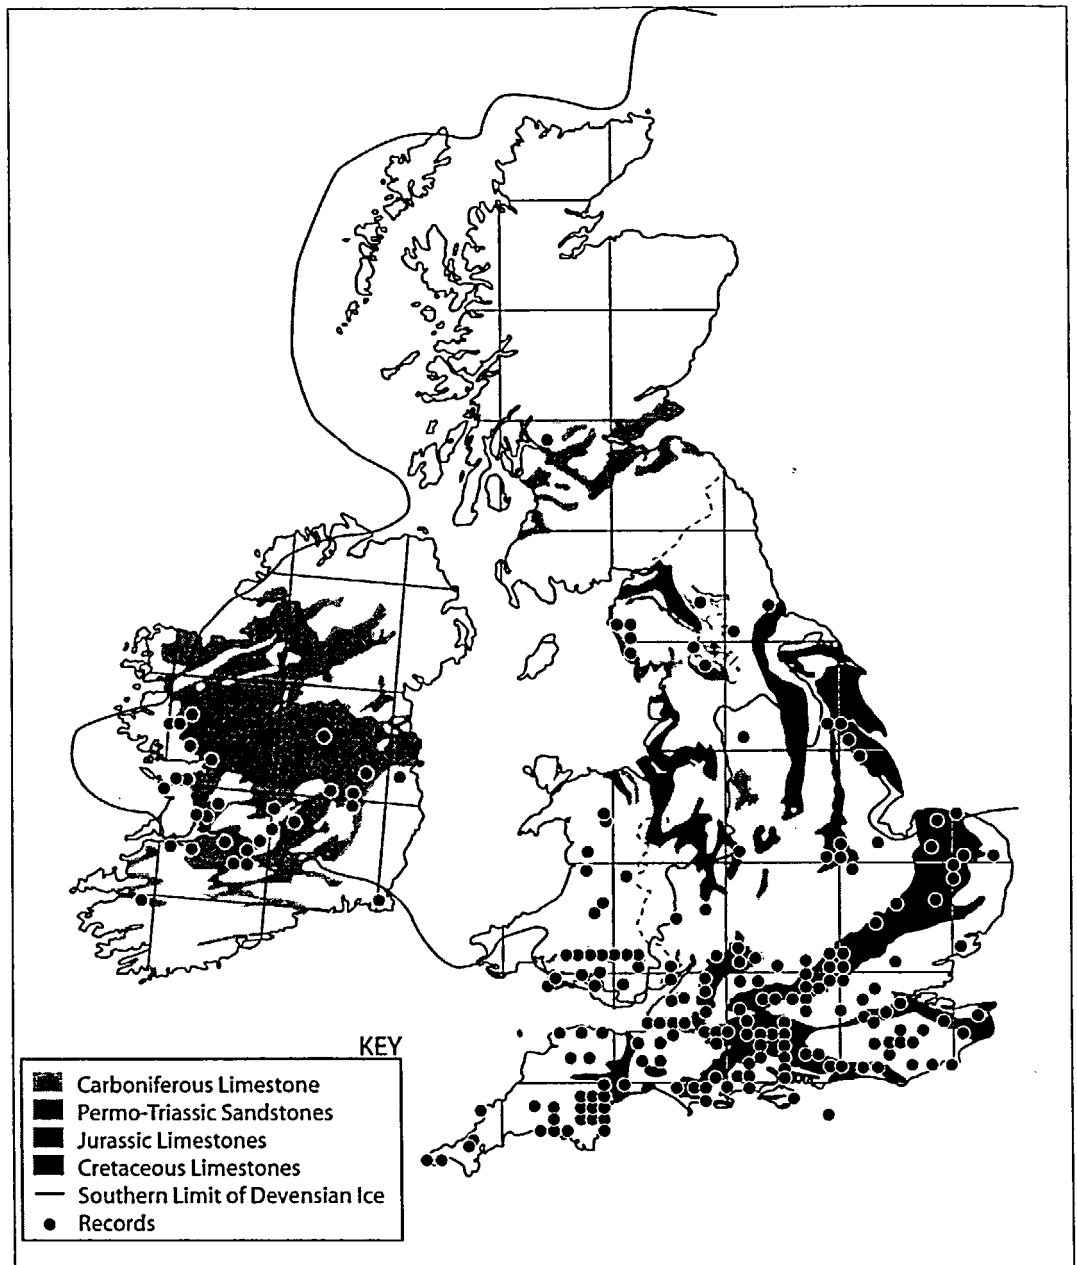 KEY
Carboniferous Limestone
Permo-Triassic Sandstones
Jurassic Limestones
Cretaceous Limestones
Southern Limit of Devensian Ice
Records